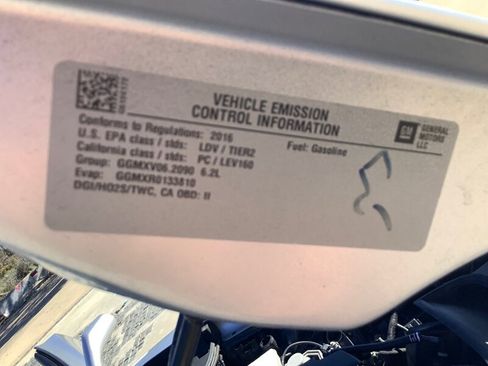 VEHICLE EMISSION
CONTROL INFORMATION
GM GENERAL
MOTORS
LLC
Conforms to Regulations: 2016
U.S. EPA class / stds: LDV / TIER2
Fuel: Gasoline
California class / stds: PC / LEV160
Group: GGMXV06.2090 6.2L
Evap: GGMXR0133810
DGI/HO2S/TWC, CA OBD: II